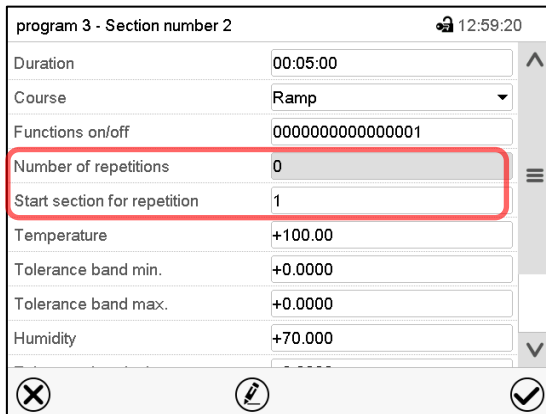 program 3 - Section number 2 12:59:20
Duration 00:05:00
Course Ramp
Functions on/off 0000000000000001
Number of repetitions 0
Start section for repetition 1
Temperature +100.00
Tolerance band min. +0.0000
Tolerance band max. +0.0000
Humidity +70.000